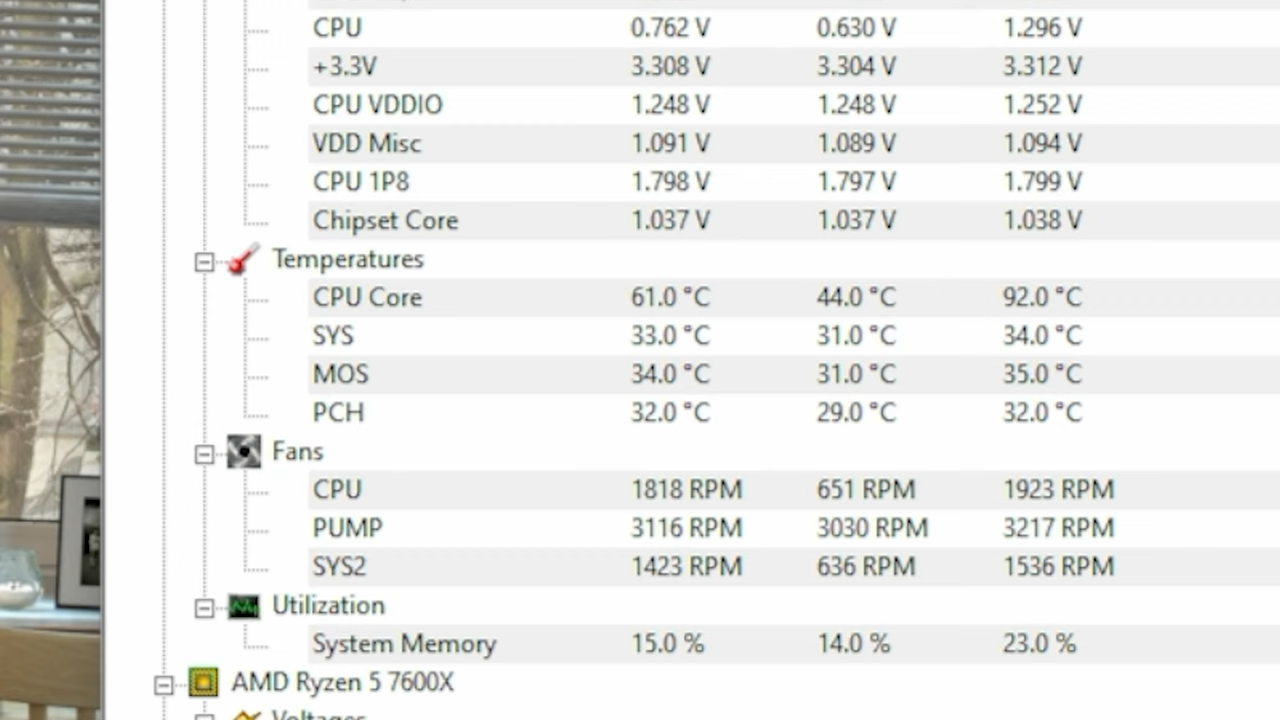 CPU 0.762 V 0.630 V 1.296 V
+3.3V 3.308 V 3.304 V 3.312 V
CPU VDDIO 1.248 V 1.248 V 1.252 V
VDD Misc 1.091 V 1.089 V 1.094 V
CPU 1P8 1.798 V 1.797 V 1.799 V
Chipset Core 1.037 V 1.037 V 1.038 V
Temperatures
CPU Core 61.0 °C 44.0 °C 92.0 °C
SYS 33.0 °C 31.0 °C 34.0 °C
MOS 34.0 °C 31.0 °C 35.0 °C
PCH 32.0 °C 29.0 °C 32.0 °C
Fans
CPU 1818 RPM 651 RPM 1923 RPM
PUMP 3116 RPM 3030 RPM 3217 RPM
SYS2 1423 RPM 636 RPM 1536 RPM
Utilization
System Memory 15.0 % 14.0 % 23.0 %
AMD Ryzen 5 7600X
Voltages